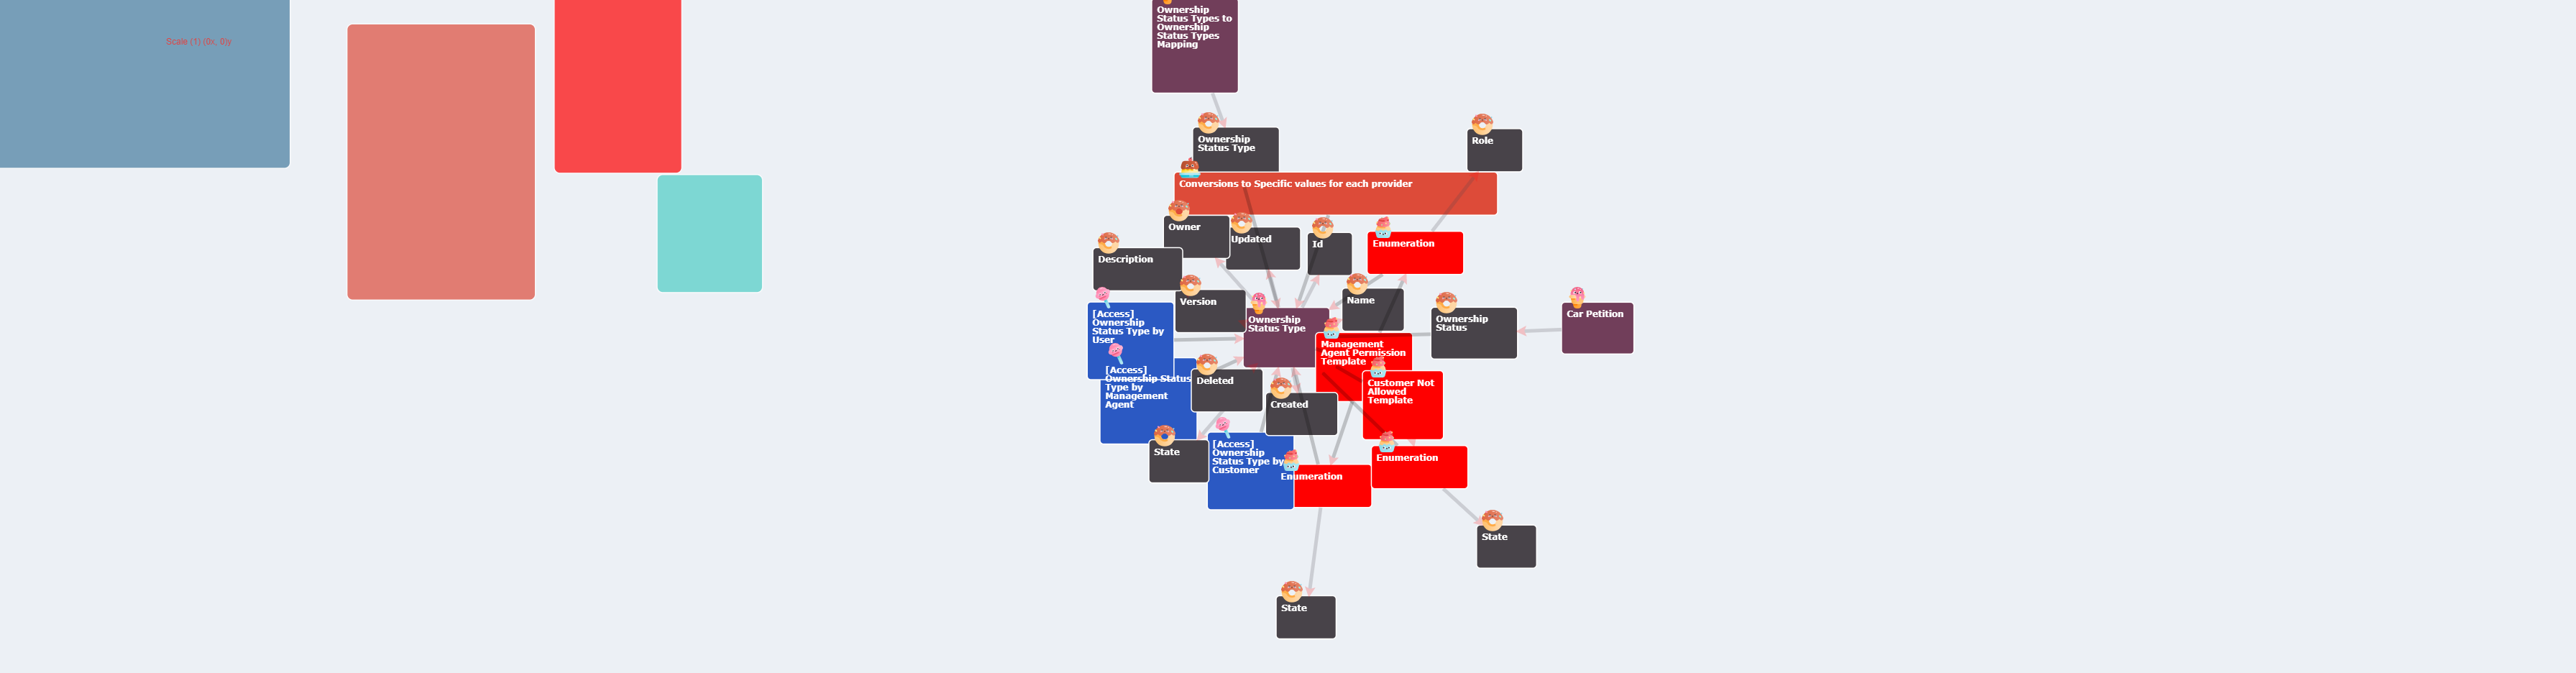 Ownership
Status Types to
Ownership
Status Types
Mapping
Scale (1) (0x, 0)y
Ownership
Status Type
Role
Conversions to Specific values for each provider
Owner
Updated
Id
Enumeration
Description
Version
Name
[Access]
Ownership
Status Type by
User
Ownership
Status Type
Ownership
Status
Car Petition
Management
Agent Permission
Template
[Access]
Ownership Status
Type by
Management
Agent
Deleted
Customer Not
Allowed
Template
Created
State
[Access]
Ownership
Status Type by
Customer
Enumeration
Enumeration
State
State